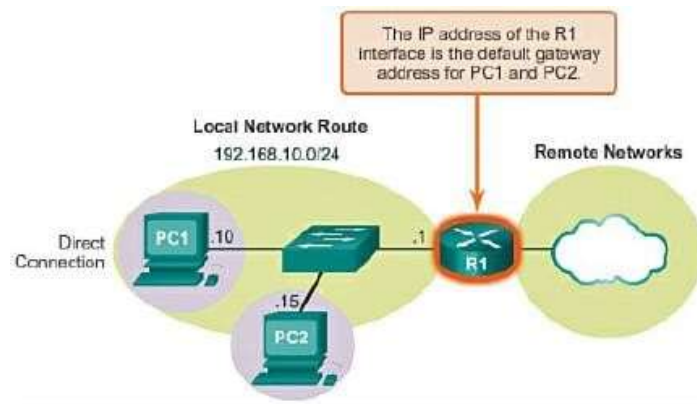 The IP address of the R1
interface is the default gateway
address for PC1 and PC2.
Local Network Route
192.168.10.0/24
Remote Networks
Direct
Connection
PC1
.10
.1
R1
.15
PC2